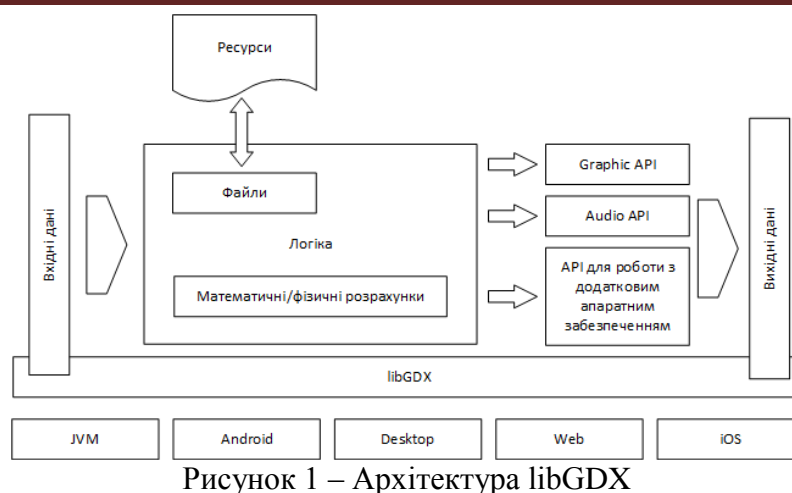 Ресурси
Вхідні дані
Файли
Логіка
Математичні/фізичні розрахунки
Graphic API
Audio API
АРІ для роботи з
додатковим
апаратним
забезпеченням
Вихідні дані
libGDX
JVM
Android
Desktop
Web
iOS
Рисунок 1 – Архітектура libGDX